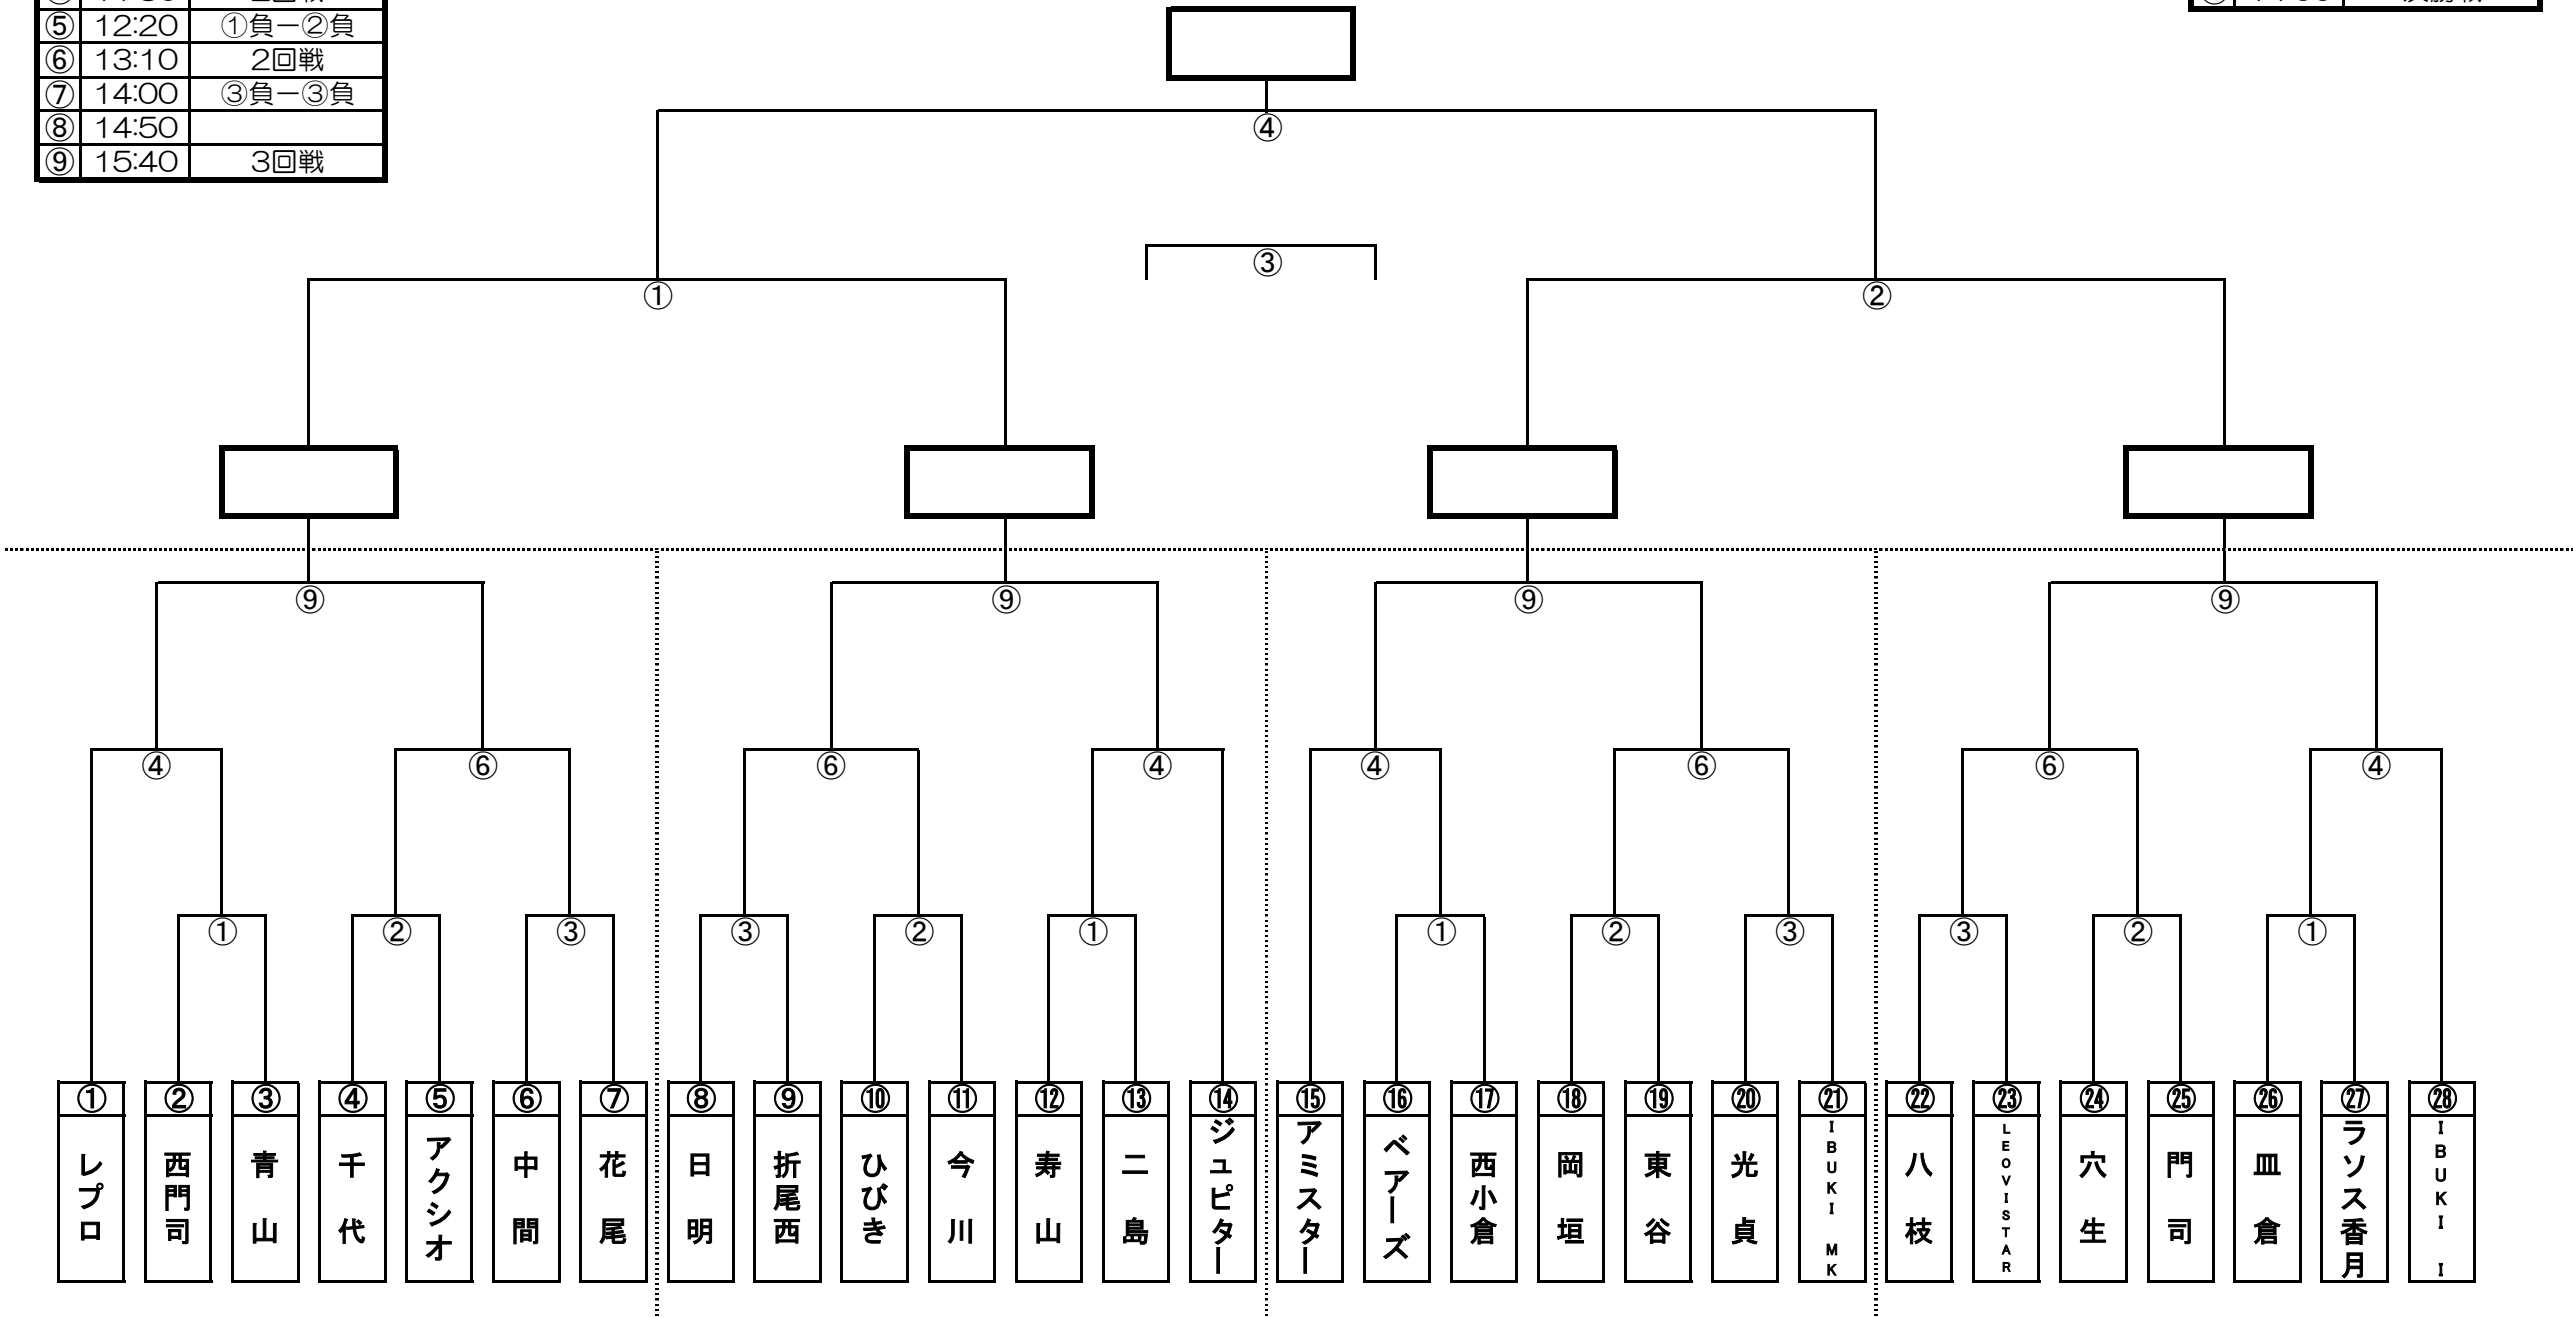 ⑤ 12:20 ①負ー②負
⑥ 13:10 2回戦
⑦ 14:00 ③負ー③負
⑧ 14:50
⑨ 15:40 3回戦
④
③
① ②
⑨ ⑨ ⑨ ⑨
④ ⑥ ⑥ ④ ④ ⑥ ⑥ ④
① ② ③ ③ ② ① ① ② ③ ③ ② ①
① レプロ
② 西門司
③ 青山
④ 千代
⑤ アクシオ
⑥ 中間
⑦ 花尾
⑧ 日明
⑨ 折尾西
⑩ ひびき
⑪ 今川
⑫ 寿山
⑬ 二島
⑭ ジュピター
⑮ アミスター
⑯ ベアーズ
⑰ 西小倉
⑱ 岡垣
⑲ 東谷
⑳ 光貞
㉑ IBUKI MK
㉒ 八枝
㉓ LEOVISTAR
㉔ 穴生
㉕ 門司
㉖ 皿倉
㉗ ラソス香月
㉘ IBUKI I